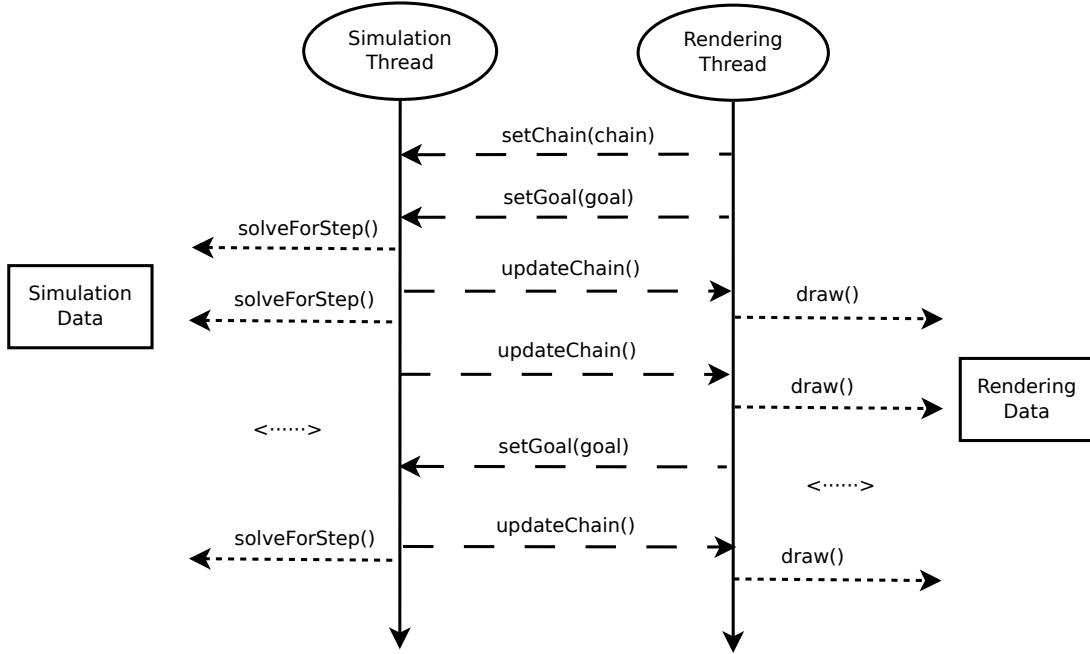 Simulation
Thread
Rendering
Thread
setChain(chain)
setGoal(goal)
solveForStep()
updateChain()
Simulation
Data
solveForStep()
draw()
updateChain()
draw()
Rendering
Data
<······>
setGoal(goal)
<······>
updateChain()
solveForStep()
draw()